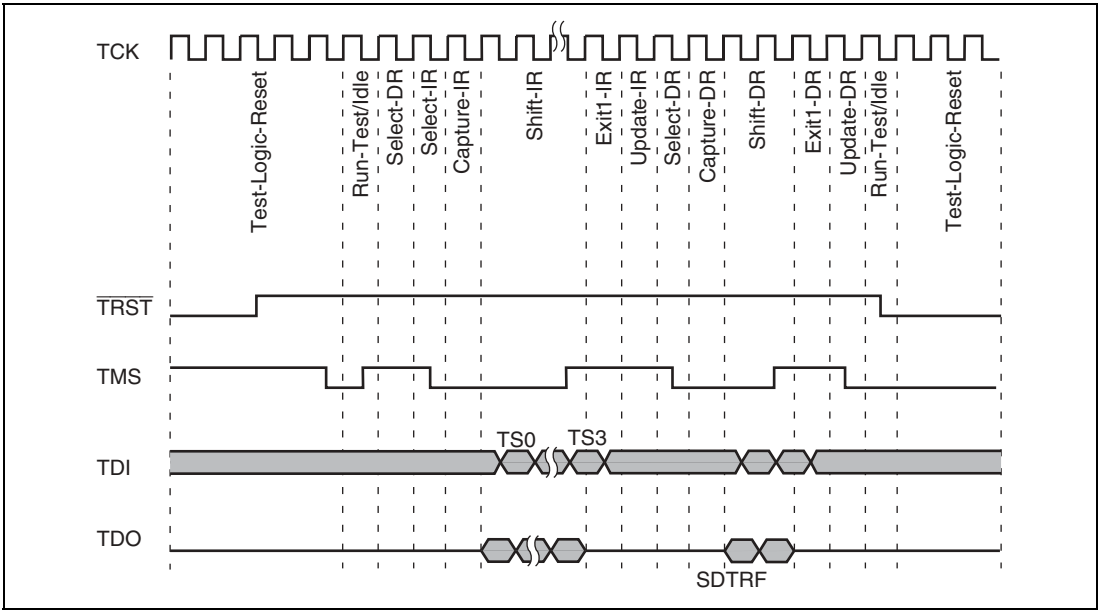 TCK
Test-Logic-Reset
Run-Test/Idle
Select-DR
Select-IR
Capture-IR
Shift-IR
Exit1-IR
Update-IR
Select-DR
Capture-DR
Shift-DR
Exit1-DR
Update-DR
Run-Test/Idle
Test-Logic-Reset
TRST
TMS
TS0
TS3
TDI
TDO
SDTRF